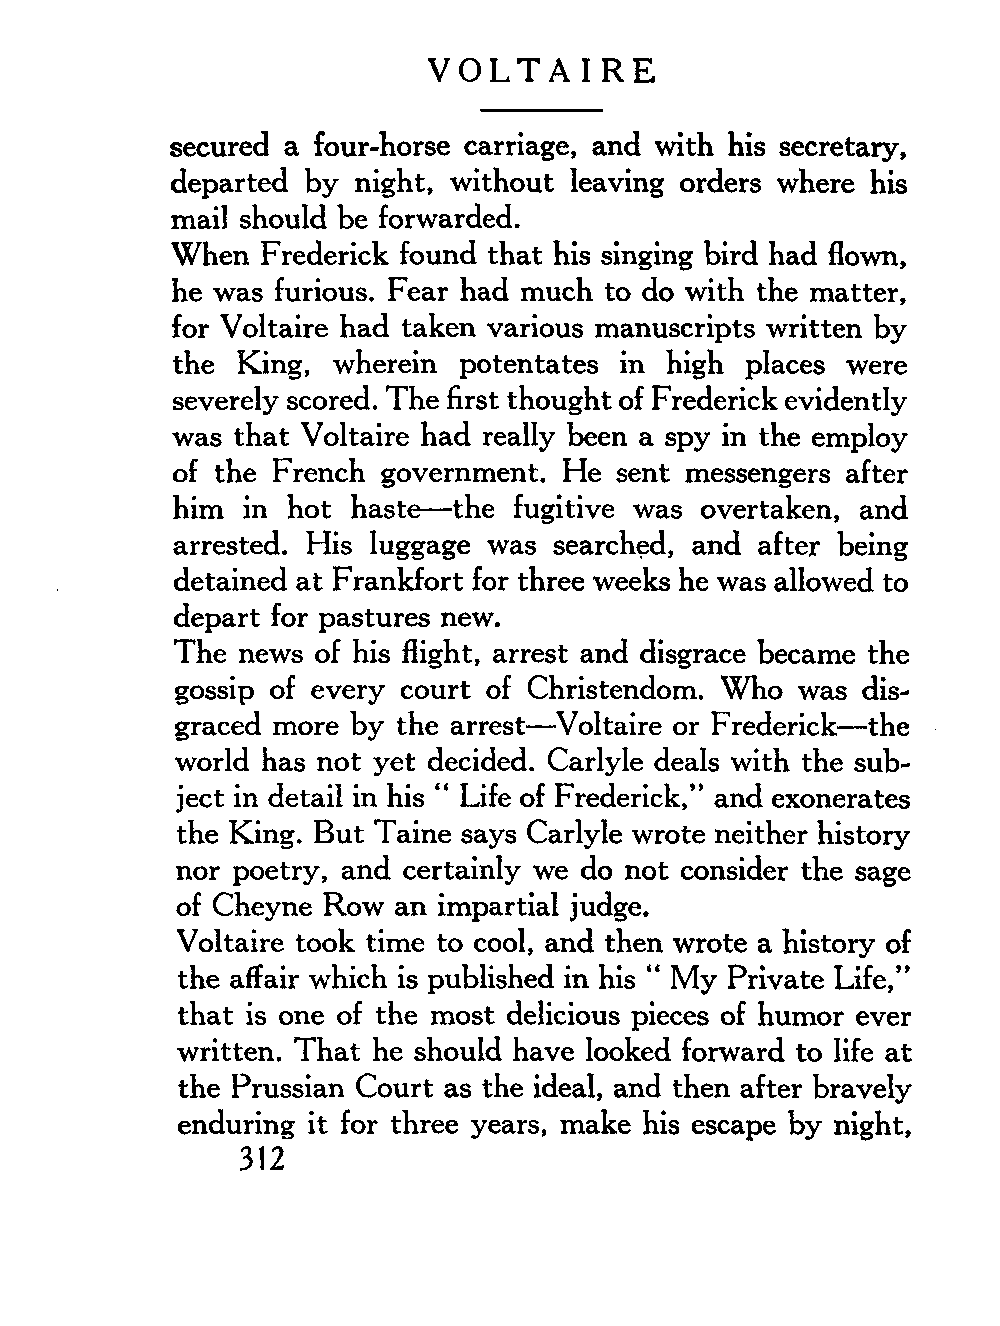 VOLTAIRE
secured a four-horse carriage, and with his secretary,
departed by night, without leaving orders where his
mail should be forwarded.
When Frederick found that his singing bird had flown,
he was furious. Fear had much to do with the matter,
for Voltaire had taken various manuscripts written by
the King, wherein potentates in high places were
severely scored. The first thought of Frederick evidently
was that Voltaire had really been a spy in the employ
of the French government. He sent messengers after
him in hot haste—the fugitive was overtaken, and
arrested. His luggage was searched, and after being
detained at Frankfort for three weeks he was allowed to
depart for pastures new.
The news of his flight, arrest and disgrace became the
gossip of every court of Christendom. Who was dis-
graced more by the arrest—Voltaire or Frederick—the
world has not yet decided. Carlyle deals with the sub-
ject in detail in his “ Life of Frederick,” and exonerates
the King. But Taine says Carlyle wrote neither history
nor poetry, and certainly we do not consider the sage
of Cheyne Row an impartial judge.
Voltaire took time to cool, and then wrote a history of
the affair which is published in his “ My Private Life,”
that is one of the most delicious pieces of humor ever
written. That he should have looked forward to life at
the Prussian Court as the ideal, and then after bravely
enduring it for three years, make his escape by night,
312